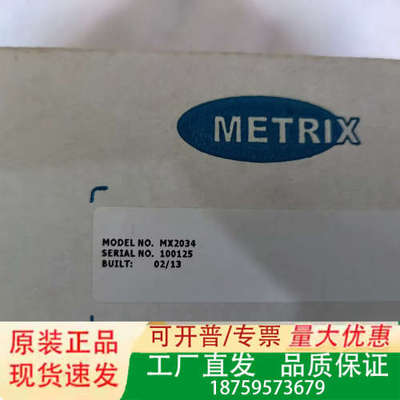 METRIX
MODEL NO. MX2034
SERIAL NO. 100125
BUILT: 02/13
原装正品 可开普/专票 量大优惠
现货速发 工厂直发 品质保证
18759573679